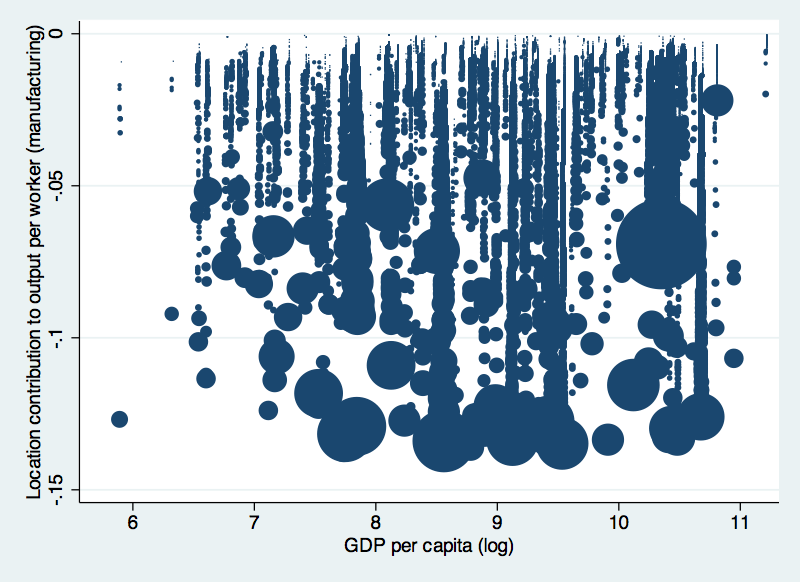 Location contribution to output per worker (manufacturing)
0
-.05
-.1
-.15
6 7 8 9 10 11
GDP per capita (log)